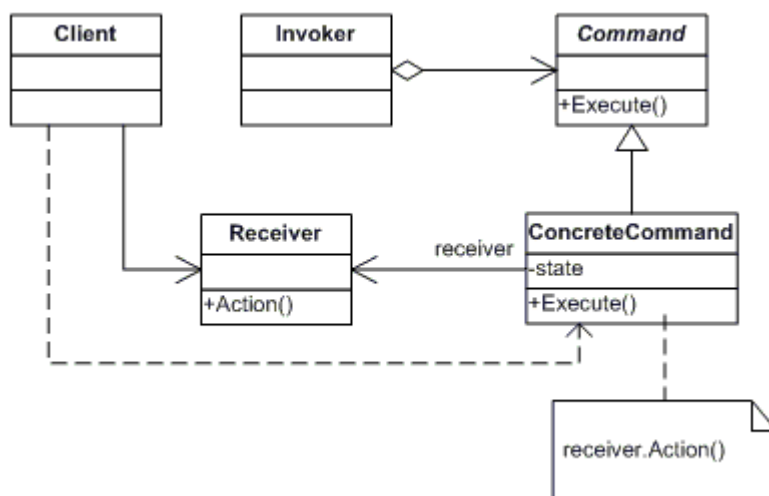 Client
Invoker
Command
+Execute()
Receiver
+Action()
receiver
ConcreteCommand
-state
+Execute()
receiver.Action()